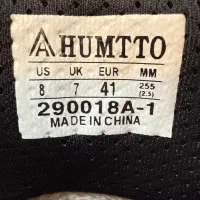 HUMTTO
US UK EUR MM
8 7 41 255
(2.5)
290018A-1
MADE IN CHINA